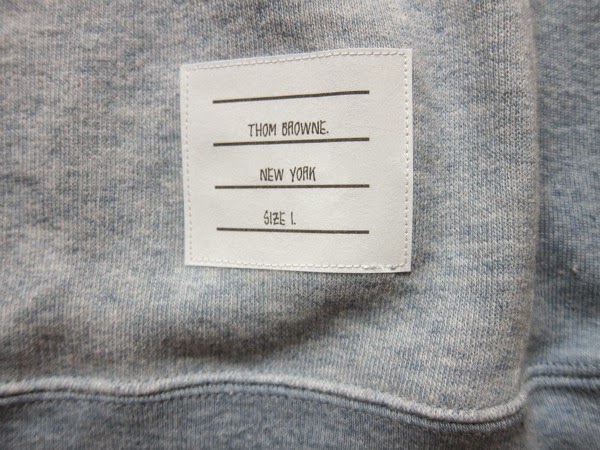 THOM BROWNE.
NEW YORK
SIZE 1.